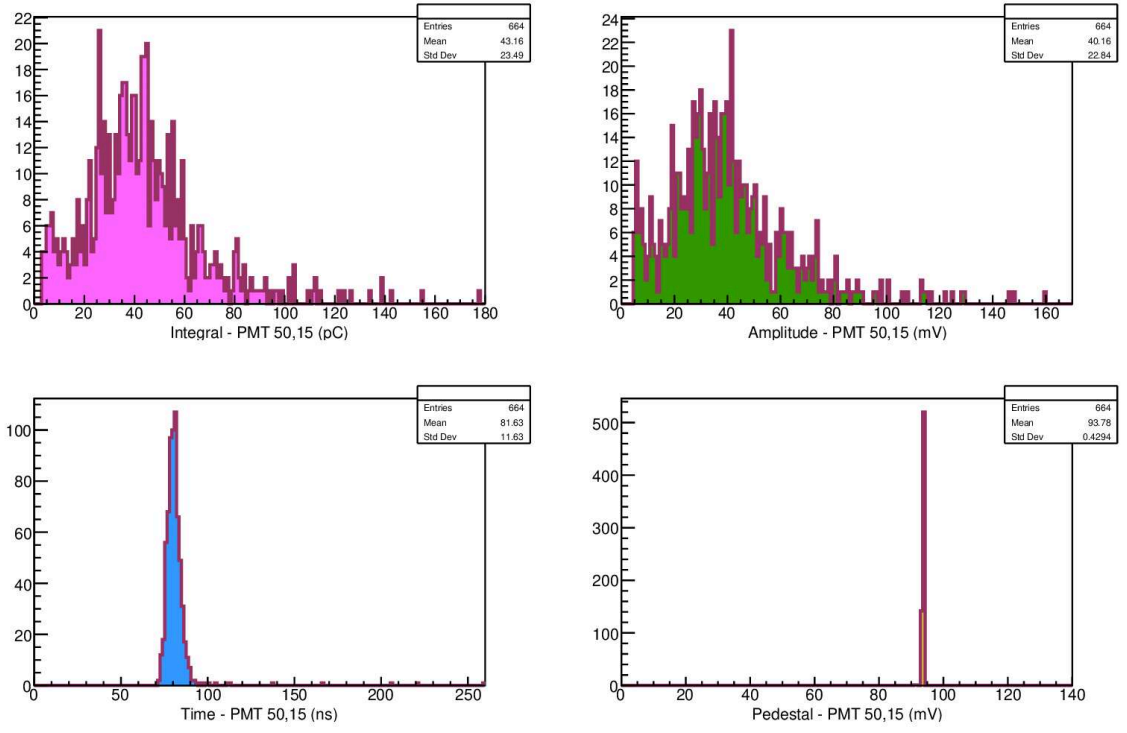 22
20
18
16
14
12
10
8
6
4
2
0
0 20 40 60 80 100 120 140 160 180
Integral - PMT 50,15 (pC)
Entries 664
Mean 43.16
Std Dev 23.49
24
22
20
18
16
14
12
10
8
6
4
2
0
0 20 40 60 80 100 120 140 160
Amplitude - PMT 50,15 (mV)
Entries 664
Mean 40.16
Std Dev 22.84
100
80
60
40
20
0
0 50 100 150 200 250
Time - PMT 50,15 (ns)
Entries 664
Mean 81.63
Std Dev 11.63
500
400
300
200
100
0
0 20 40 60 80 100 120 140
Pedestal - PMT 50,15 (mV)
Entries 664
Mean 93.78
Std Dev 0.4294